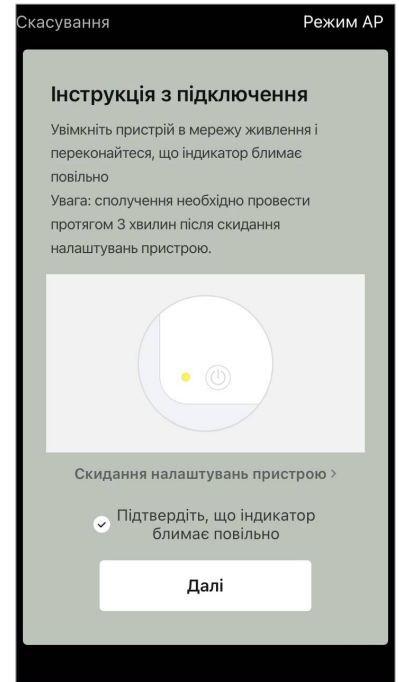 Скасування Режим AP
Інструкція з підключення
Увімкніть пристрій в мережу живлення і
переконайтеся, що індикатор блимає
повільно
Увага: сполучення необхідно провести
протягом 3 хвилин після скидання
налаштувань пристрою.
Скидання налаштувань пристрою >
Підтвердіть, що індикатор
блимає повільно
Далі